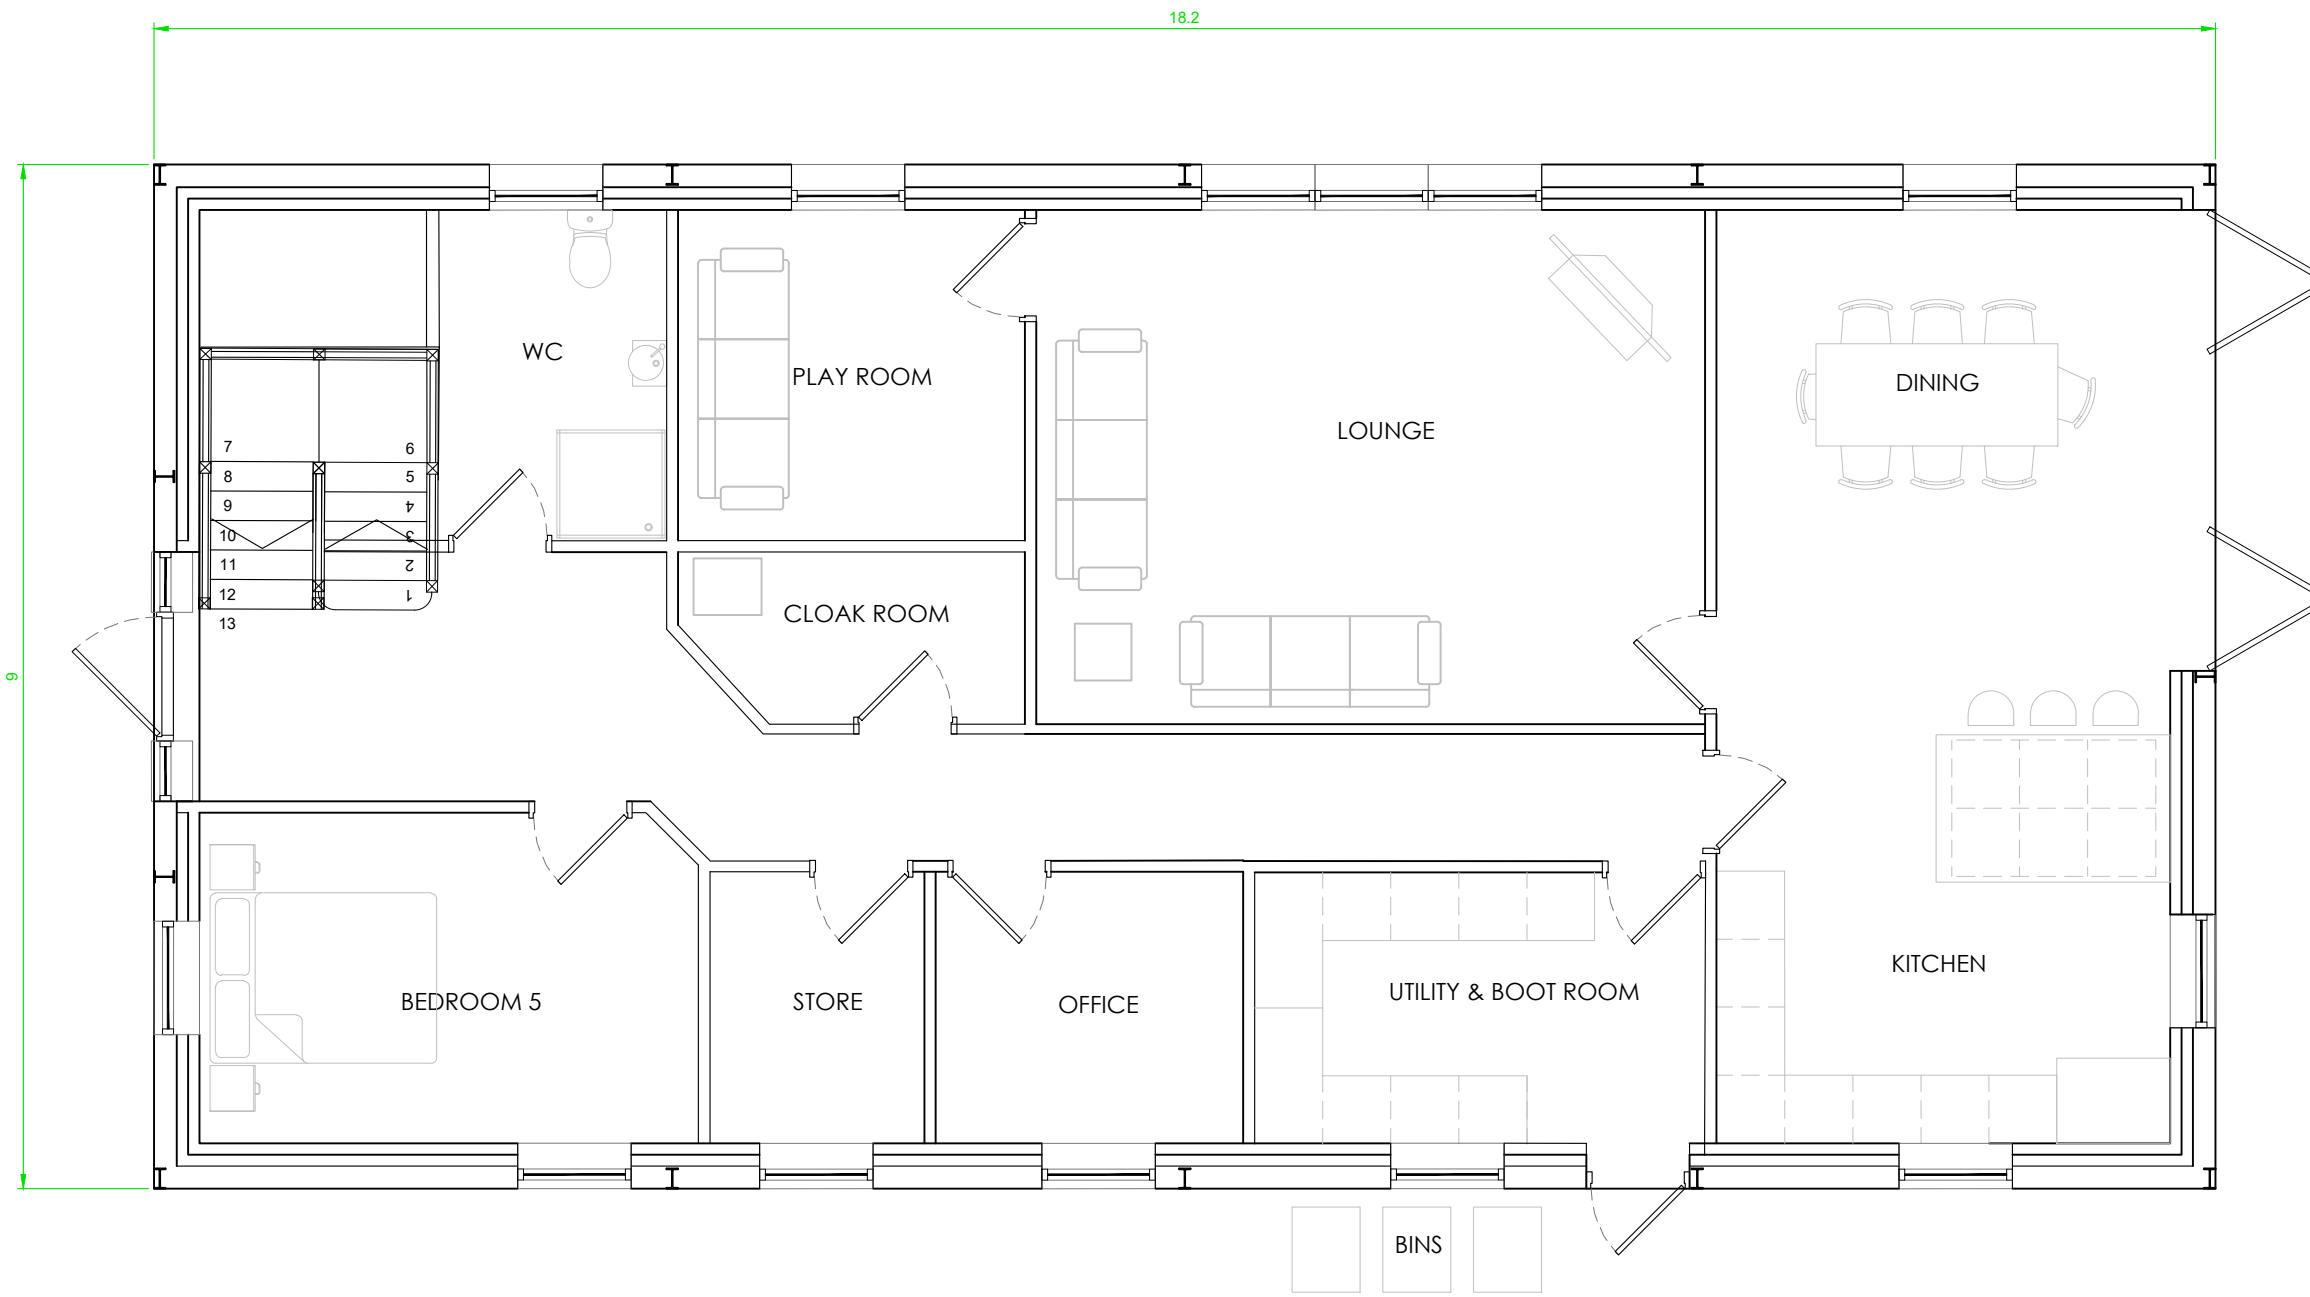 18.2
9
WC
PLAY ROOM
DINING
LOUNGE
7
6
8
5
9
4
10
3
11
2
12
1
13
CLOAK ROOM
KITCHEN
UTILITY & BOOT ROOM
BEDROOM 5
STORE
OFFICE
BINS